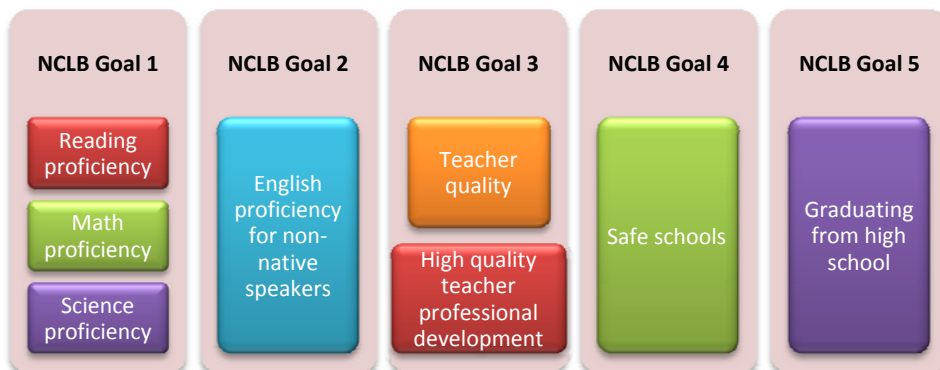 NCLB Goal 1
Reading
proficiency
Math
proficiency
Science
proficiency
NCLB Goal 2
English
proficiency
for non-
native
speakers
NCLB Goal 3
Teacher
quality
High quality
teacher
professional
development
NCLB Goal 4
Safe schools
NCLB Goal 5
Graduating
from high
school